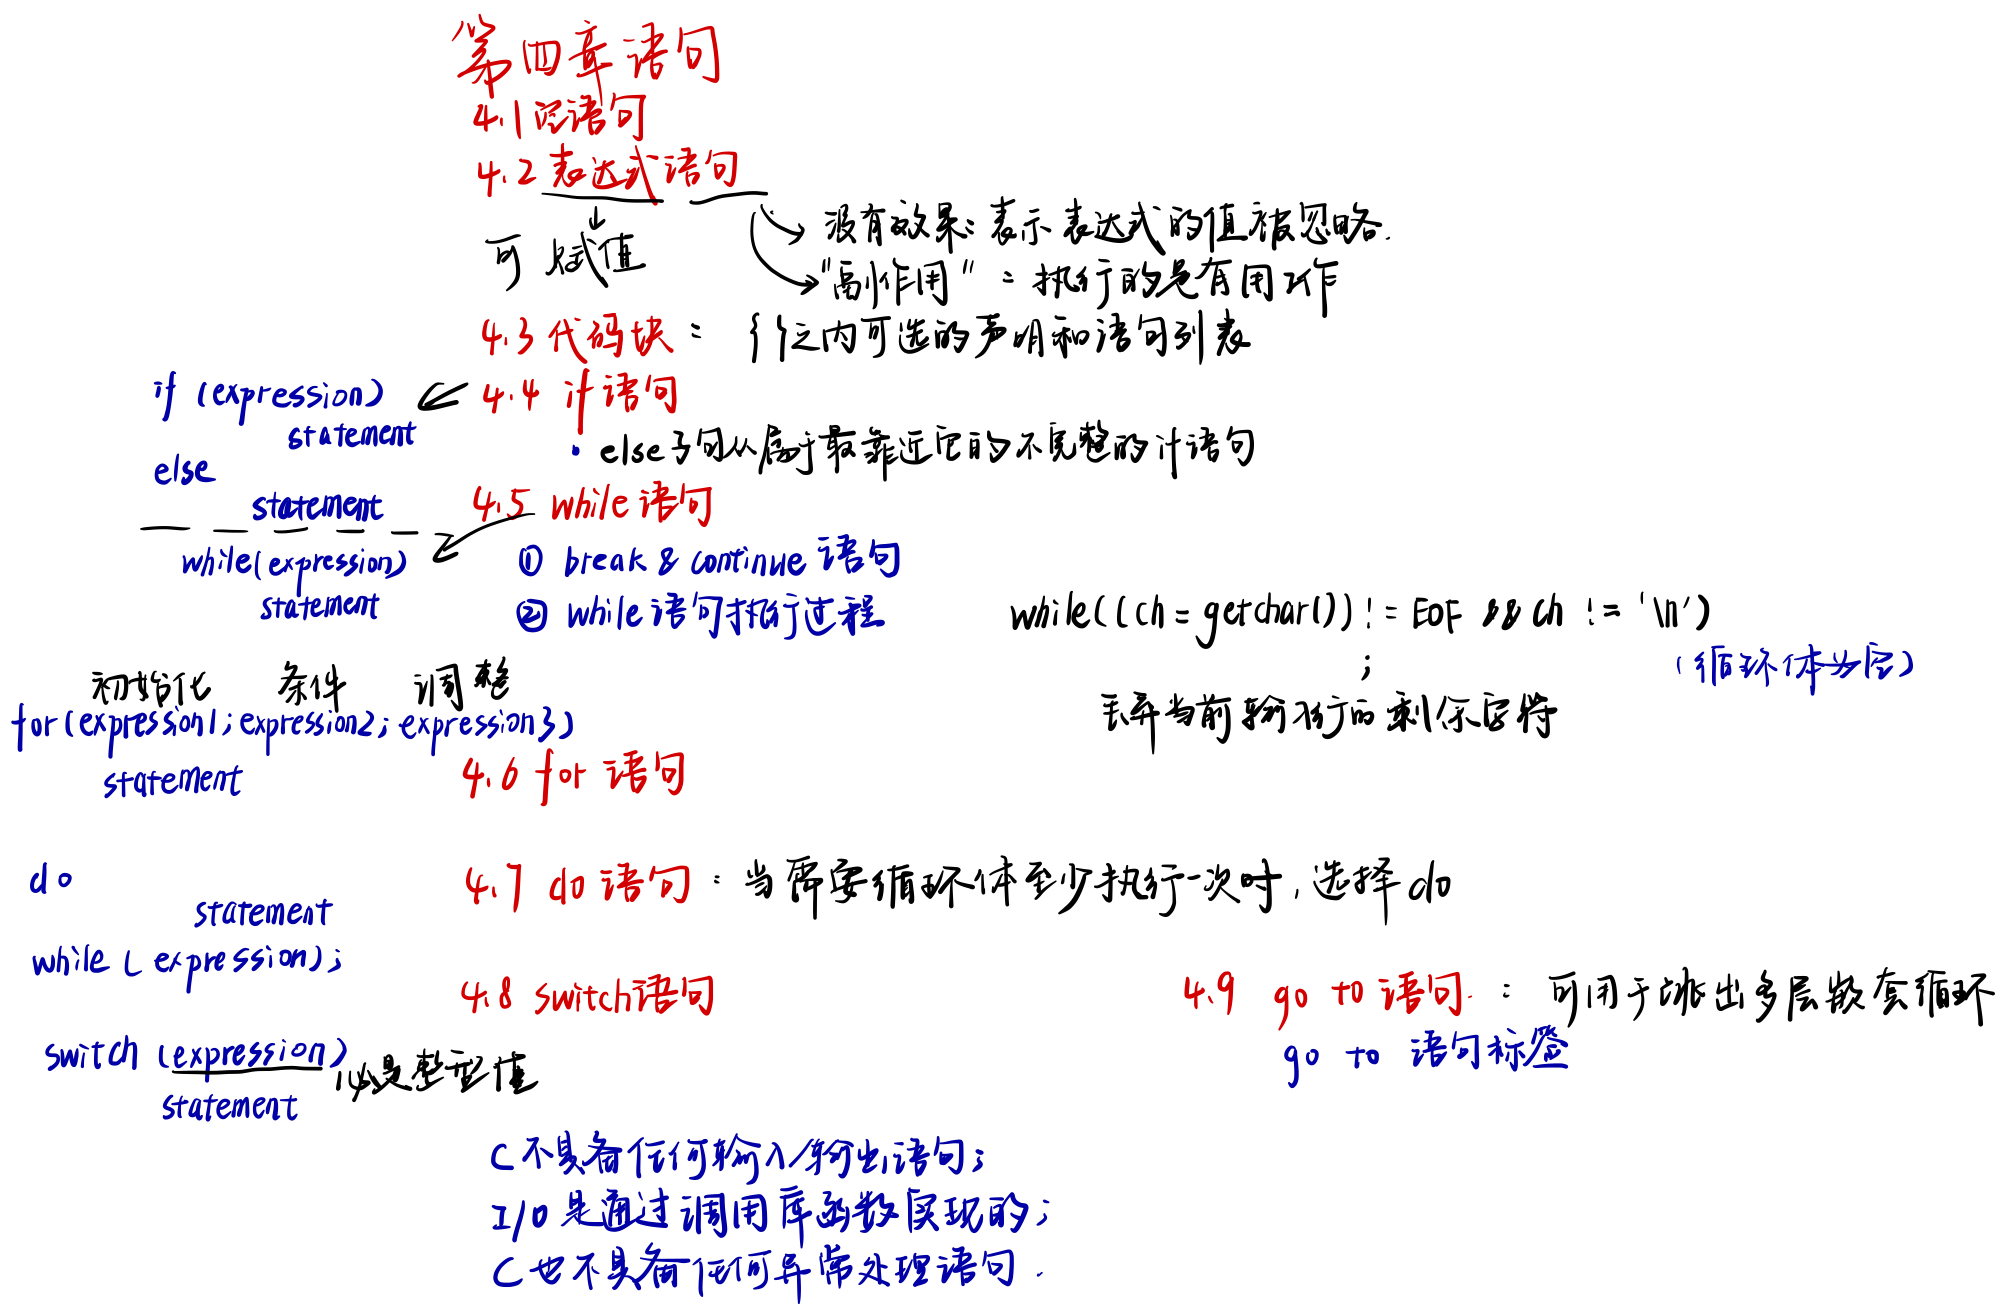 第四章语句
4.1 空语句
4.2 表达式语句
没有效果：表示表达式的值被忽略.
可赋值
"副作用"：执行的是有用工作
4.3 代码块： { }之内可选的声明和语句列表
4.4 if语句
if (expression)
statement
else
statement
• else子句从属于最靠近它的不完整的if语句
4.5 while语句
while(expression)
statement
① break & continue 语句
② while语句执行过程
while((ch = getchar()) != EOF && ch != '\n')
;
(循环体为空)
丢弃当前输入行的剩余字符
初始化 条件 调整
for(expression1; expression2; expression3)
statement
4.6 for 语句
do
statement
while (expression);
4.7 do 语句：当需要循环体至少执行一次时，选择do
4.8 switch语句
switch (expression)
必是整型值
statement
4.9 go to 语句. ： 可用于跳出多层嵌套循环
go to 语句标签
C不具备任何输入/输出语句;
I/O 是通过调用库函数实现的;
C也不具备任何异常处理语句.